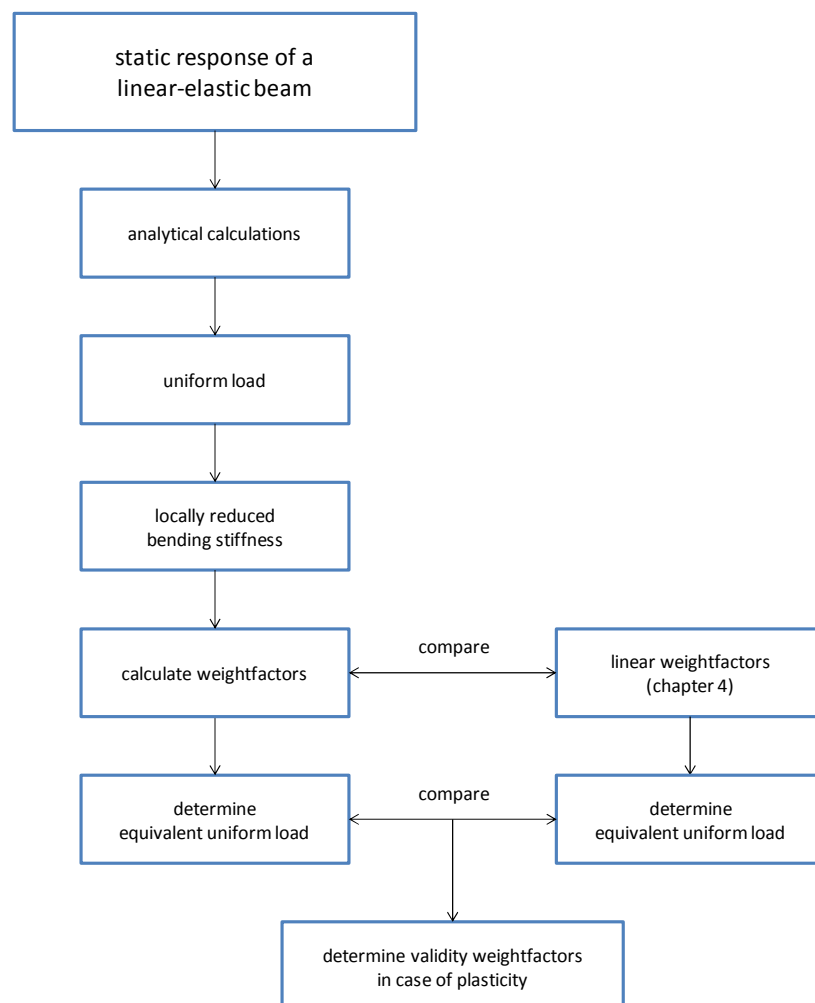 static response of a
linear-elastic beam
analytical calculations
uniform load
locally reduced
bending stiffness
calculate weightfactors
compare
linear weightfactors
(chapter 4)
determine
equivalent uniform load
compare
determine
equivalent uniform load
determine validity weightfactors
in case of plasticity